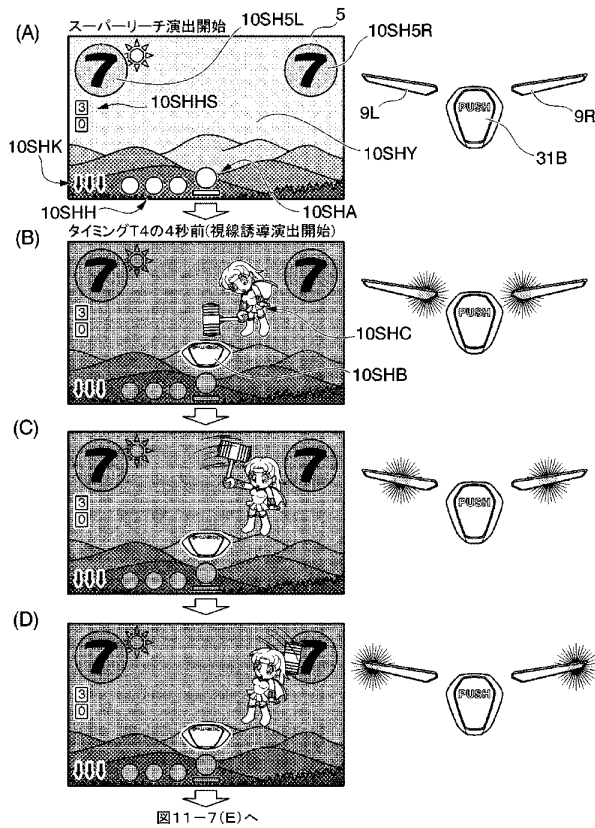 (A)
スーパーリーチ演出開始
10SH5L
5
10SH5R
7
7
3
0
10SHHS
10SHY
10SHK
10SHH
10SHA
9L
PUSH
9R
31B
(B)
タイミングT4の4秒前(視線誘導演出開始)
7
7
3
0
10SHC
10SHB
PUSH
(C)
7
7
3
0
PUSH
(D)
7
7
3
0
PUSH
図11-7(E)へ